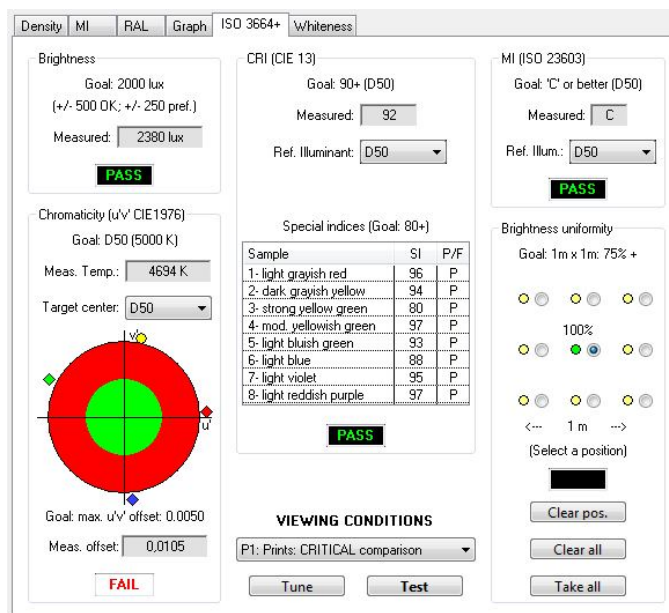 Density MI RAL Graph ISO 3664+ Whiteness
Brightness
Goal: 2000 lux
(+/- 500 OK; +/- 250 pref.)
Measured: 2380 lux
PASS
Chromaticity (u'v' CIE1976)
Goal: D50 (5000 K)
Meas. Temp.: 4694 K
Target center: D50
v'
u'
Goal: max. u'v' offset: 0.0050
Meas. offset: 0,0105
FAIL
CRI (CIE 13)
Goal: 90+ (D50)
Measured: 92
Ref. Illuminant: D50
Special indices (Goal: 80+)
Sample SI P/F
1- light grayish red 96 P
2- dark grayish yellow 94 P
3- strong yellow green 80 P
4- mod. yellowish green 97 P
5- light bluish green 93 P
6- light blue 88 P
7- light violet 95 P
8- light reddish purple 97 P
PASS
VIEWING CONDITIONS
P1: Prints: CRITICAL comparison
Tune Test
MI (ISO 23603)
Goal: 'C' or better (D50)
Measured: C
Ref. Illum.: D50
PASS
Brightness uniformity
Goal: 1m x 1m: 75% +
100%
<--- 1 m --->
(Select a position)
Clear pos.
Clear all
Take all